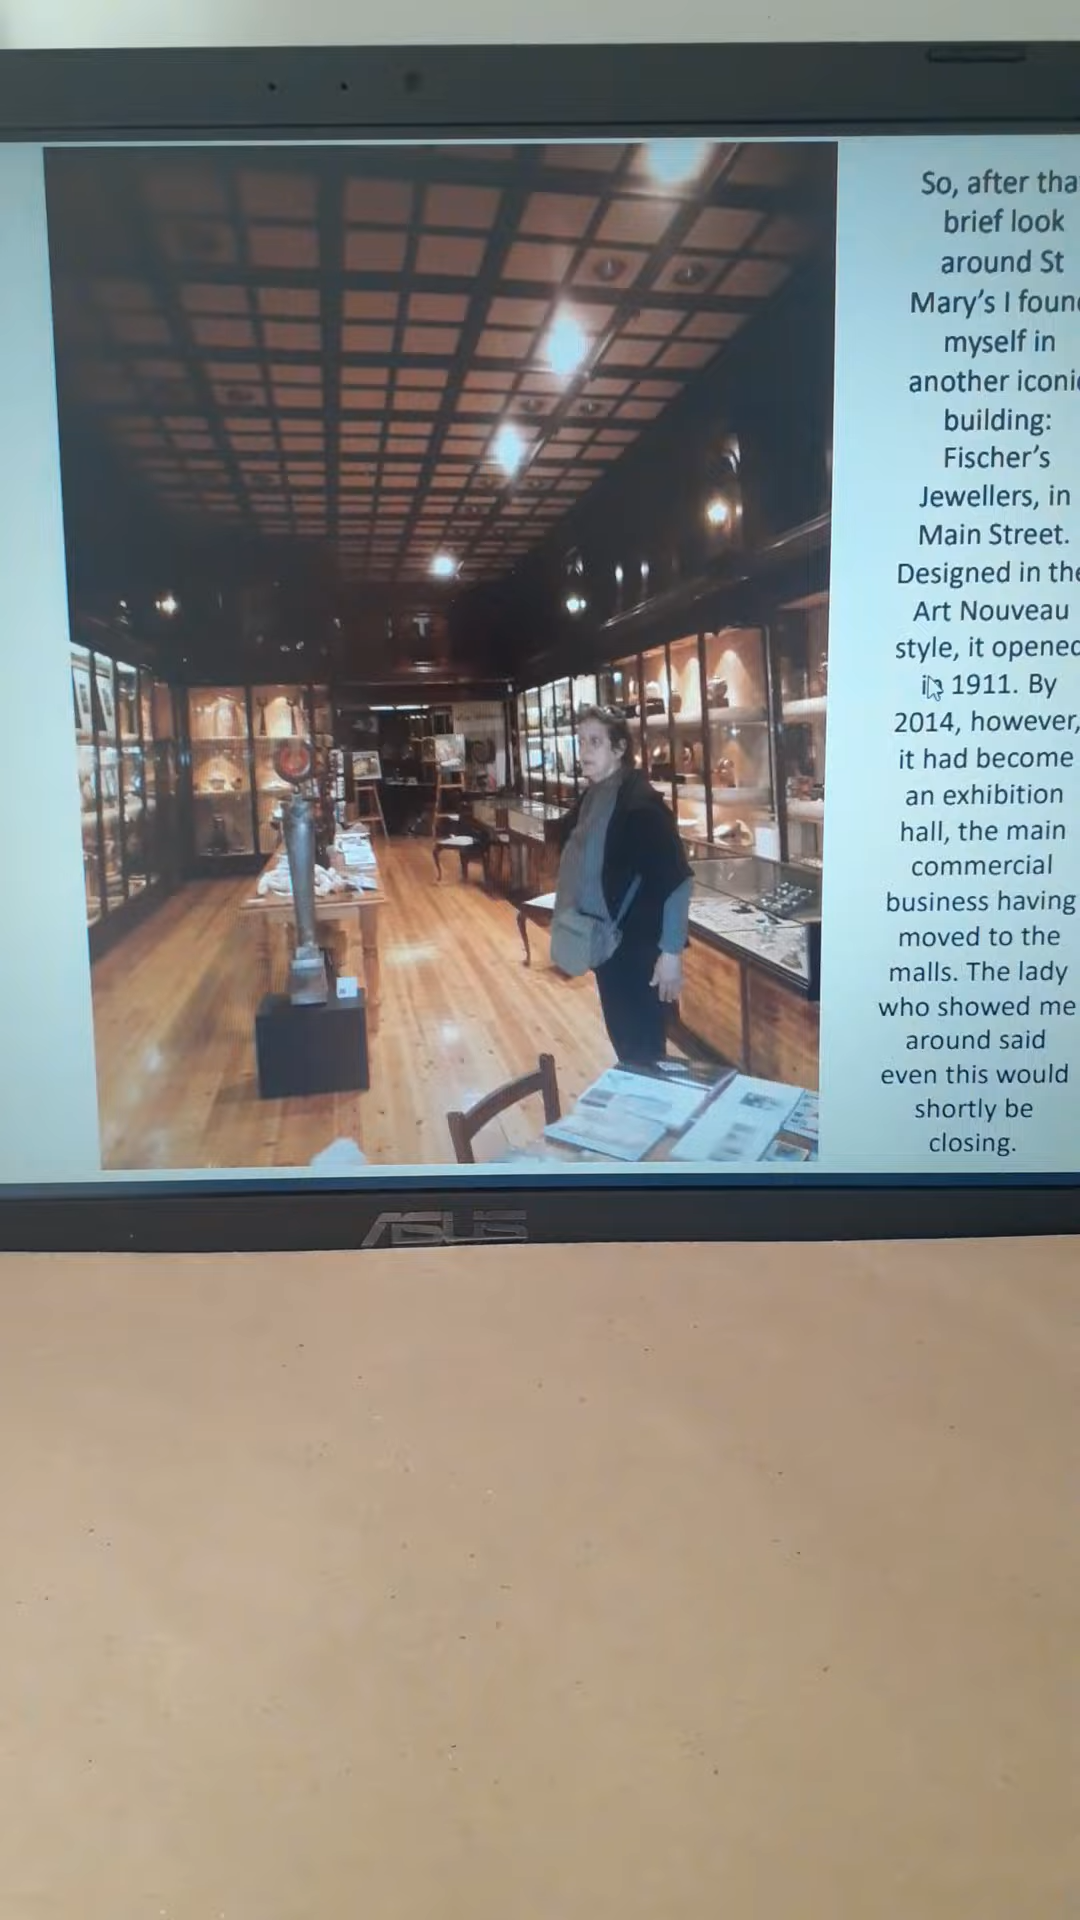 So, after tha
brief look
around St
Mary's I foun
myself in
another iconi
building:
Fischer's
Jewellers, in
Main Street.
Designed in the
Art Nouveau
style, it opened
in 1911. By
2014, however,
it had become
an exhibition
hall, the main
commercial
business having
moved to the
malls. The lady
who showed me
around said
even this would
shortly be
closing.
ASUS